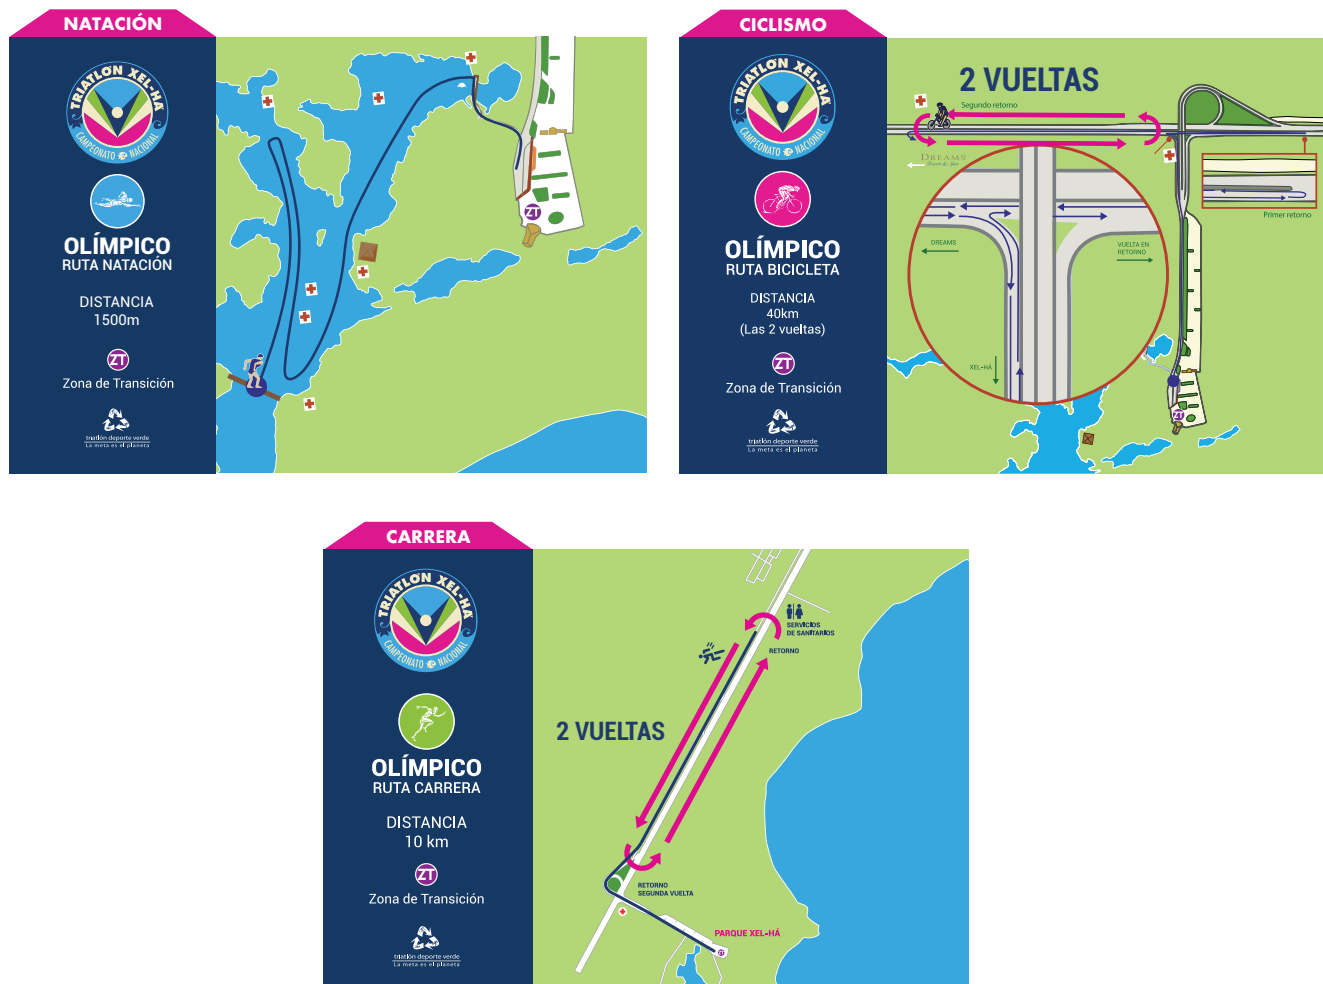 NATACIÓN
TRIATLÓN XEL-HÁ
CAMPEONATO NACIONAL
OLÍMPICO
RUTA NATACIÓN
DISTANCIA
1500m
ZT
Zona de Transición
triatlón deporte verde
La meta es el planeta
ZT
CICLISMO
TRIATLÓN XEL-HÁ
CAMPEONATO NACIONAL
OLÍMPICO
RUTA BICICLETA
DISTANCIA
40km
(Las 2 vueltas)
ZT
Zona de Transición
triatlón deporte verde
La meta es el planeta
2 VUELTAS
Segundo retorno
DREAMS
Primer retorno
DREAMS
VUELTA EN
RETORNO
XEL-HÁ
ZT
CARRERA
TRIATLÓN XEL-HÁ
CAMPEONATO NACIONAL
OLÍMPICO
RUTA CARRERA
DISTANCIA
10 km
ZT
Zona de Transición
triatlón deporte verde
La meta es el planeta
SERVICIOS
DE SANITARIOS
RETORNO
2 VUELTAS
RETORNO
SEGUNDA VUELTA
PARQUE XEL-HÁ
ZT